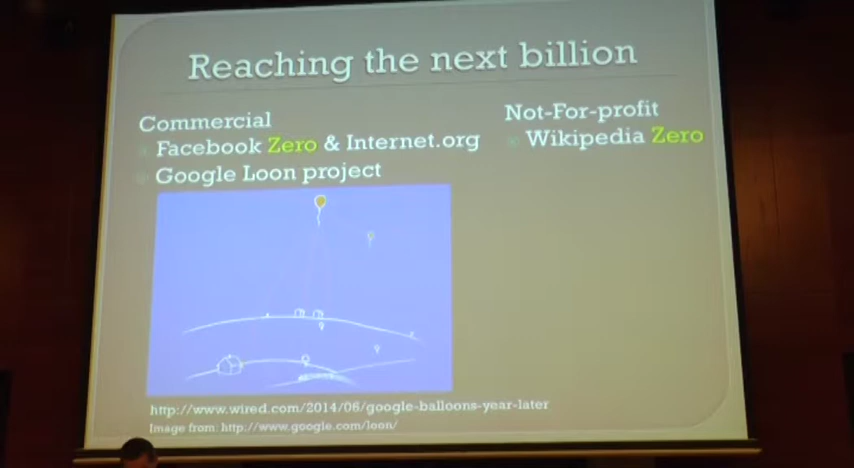 Reaching the next billion
Commercial
Facebook Zero & Internet.org
Google Loon project
Not-For-profit
Wikipedia Zero
http://www.wired.com/2014/06/google-balloons-year-later
Image from: http://www.google.com/loon/